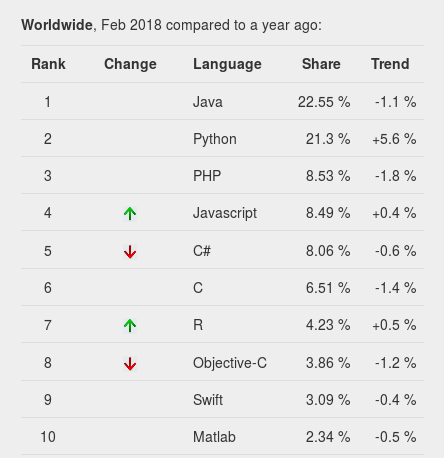 Worldwide, Feb 2018 compared to a year ago:
Rank Change Language Share Trend
1 Java 22.55 % -1.1 %
2 Python 21.3 % +5.6 %
3 PHP 8.53 % -1.8 %
4 Javascript 8.49 % +0.4 %
5 C# 8.06 % -0.6 %
6 C 6.51 % -1.4 %
7 R 4.23 % +0.5 %
8 Objective-C 3.86 % -1.2 %
9 Swift 3.09 % -0.4 %
10 Matlab 2.34 % -0.5 %